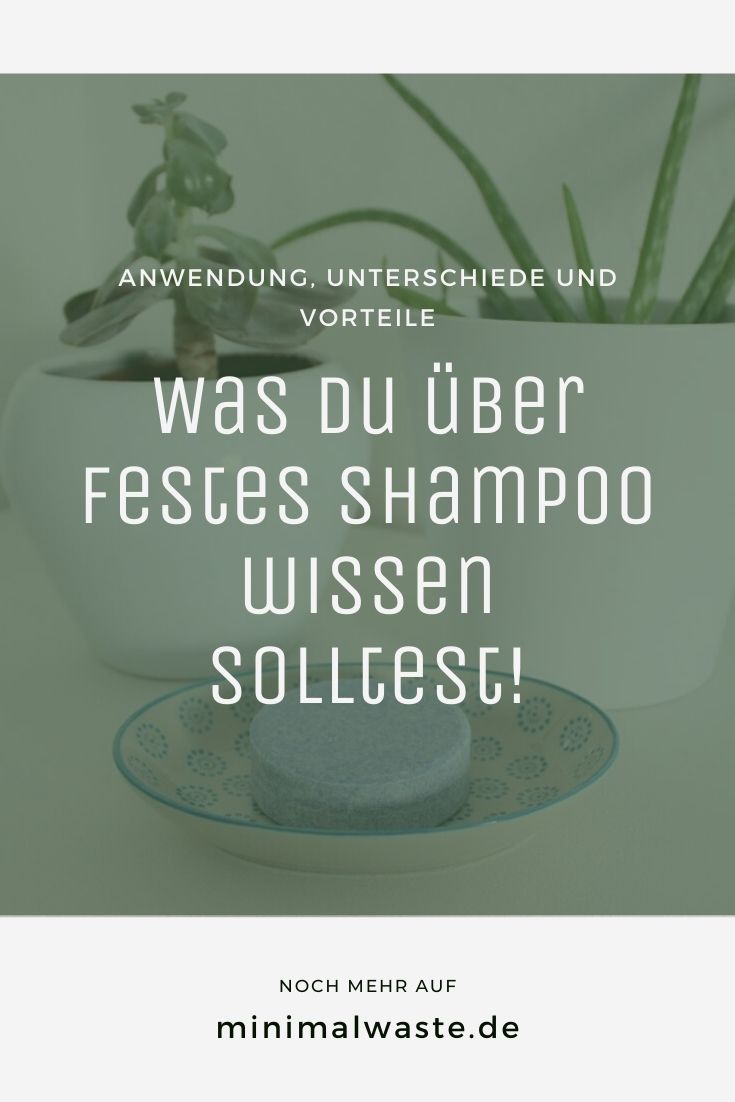 ANWENDUNG, UNTERSCHIEDE UND
VORTEILE
Was Du über
festes Shampoo
wissen
solltest!
NOCH MEHR AUF
minimalwaste.de